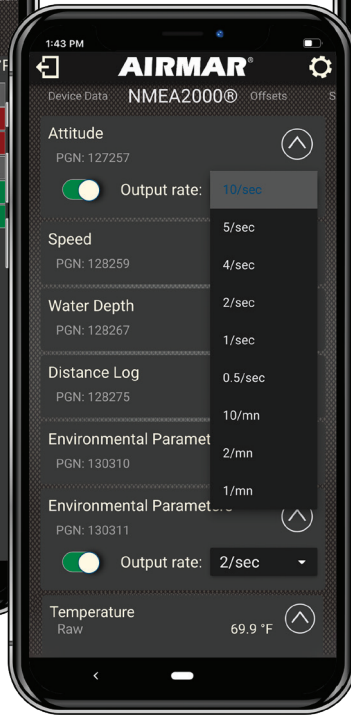 1:43 PM
AIRMAR®
Device Data NMEA2000® Offsets S
Attitude
PGN: 127257
Output rate: 10/sec
5/sec
Speed
PGN: 128259
4/sec
2/sec
Water Depth
PGN: 128267
1/sec
Distance Log
0.5/sec
PGN: 128275
10/mn
Environmental Paramet
2/mn
PGN: 130310
1/mn
Environmental Parameters
PGN: 130311
Output rate: 2/sec
Temperature
Raw
69.9 °F